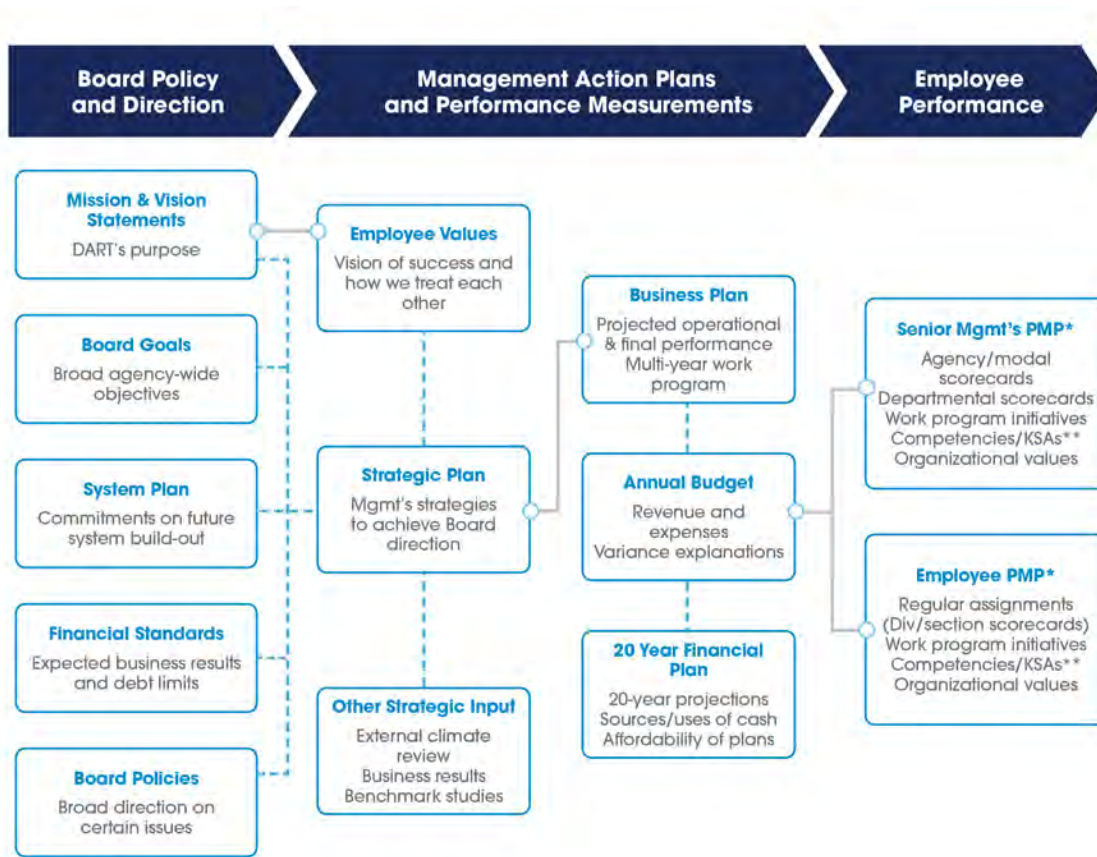 Board Policy
and Direction
Management Action Plans
and Performance Measurements
Employee
Performance
Mission & Vision
Statements
DART's purpose
Board Goals
Broad agency-wide
objectives
System Plan
Commitments on future
system build-out
Financial Standards
Expected business results
and debt limits
Board Policies
Broad direction on
certain issues
Employee Values
Vision of success and
how we treat each
other
Strategic Plan
Mgmt's strategies
to achieve Board
direction
Other Strategic Input
External climate
review
Business results
Benchmark studies
Business Plan
Projected operational
& final performance
Multi-year work
program
Annual Budget
Revenue and
expenses
Variance explanations
20 Year Financial
Plan
20-year projections
Sources/uses of cash
Affordability of plans
Senior Mgmt's PMP*
Agency/modal
scorecards
Departmental scorecards
Work program initiatives
Competencies/KSAs**
Organizational values
Employee PMP*
Regular assignments
(Div/section scorecards)
Work program initiatives
Competencies/KSAs**
Organizational values